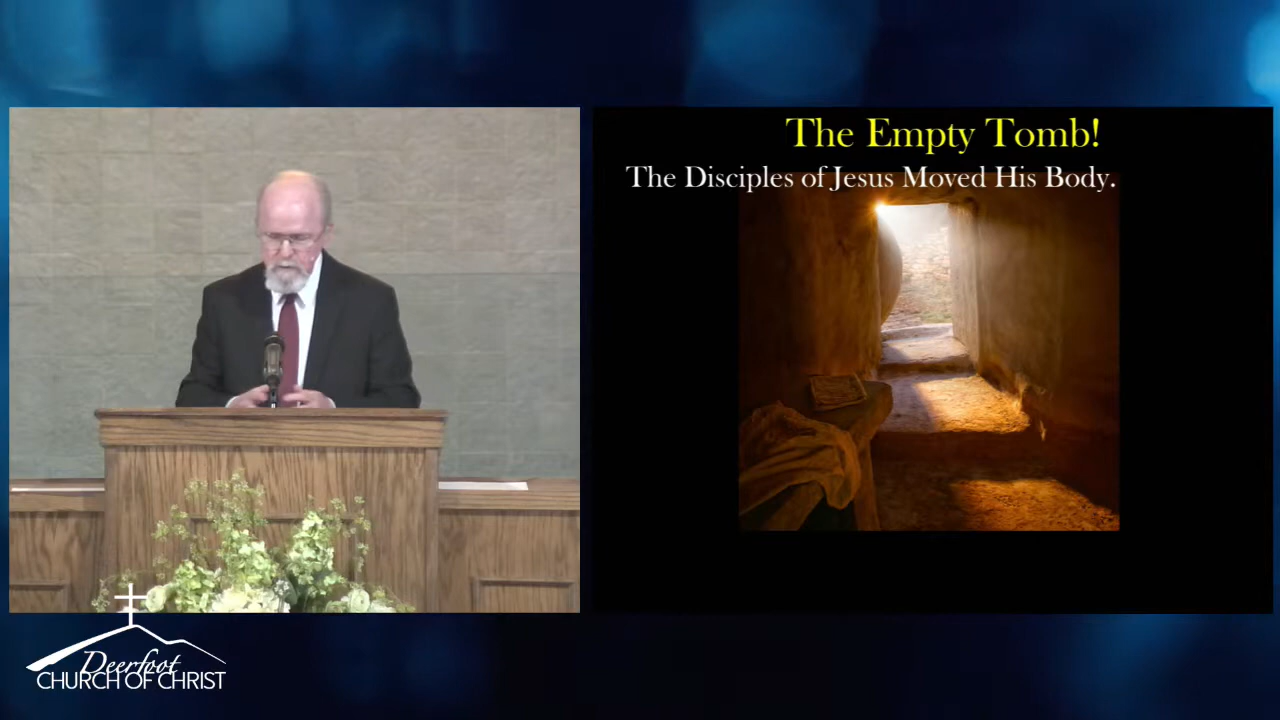 The Empty Tomb!
The Disciples of Jesus Moved His Body.
Deerfoot
CHURCH OF CHRIST